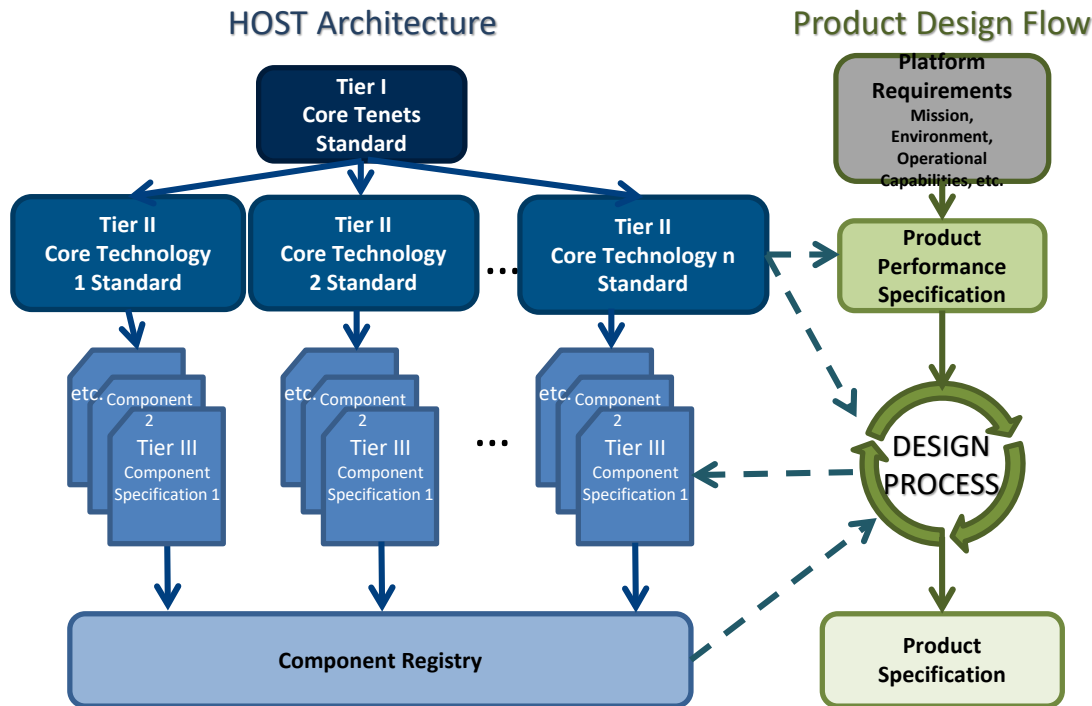 HOST Architecture
Product Design Flow
Tier I
Core Tenets
Standard
Platform
Requirements
Mission,
Environment,
Operational
Capabilities, etc.
Tier II
Core Technology
1 Standard
Tier II
Core Technology
2 Standard
...
Tier II
Core Technology n
Standard
Product
Performance
Specification
etc.
Component
2
Tier III
Component
Specification 1
etc.
Component
2
Tier III
Component
Specification 1
...
etc.
Component
2
Tier III
Component
Specification 1
DESIGN
PROCESS
Component Registry
Product
Specification